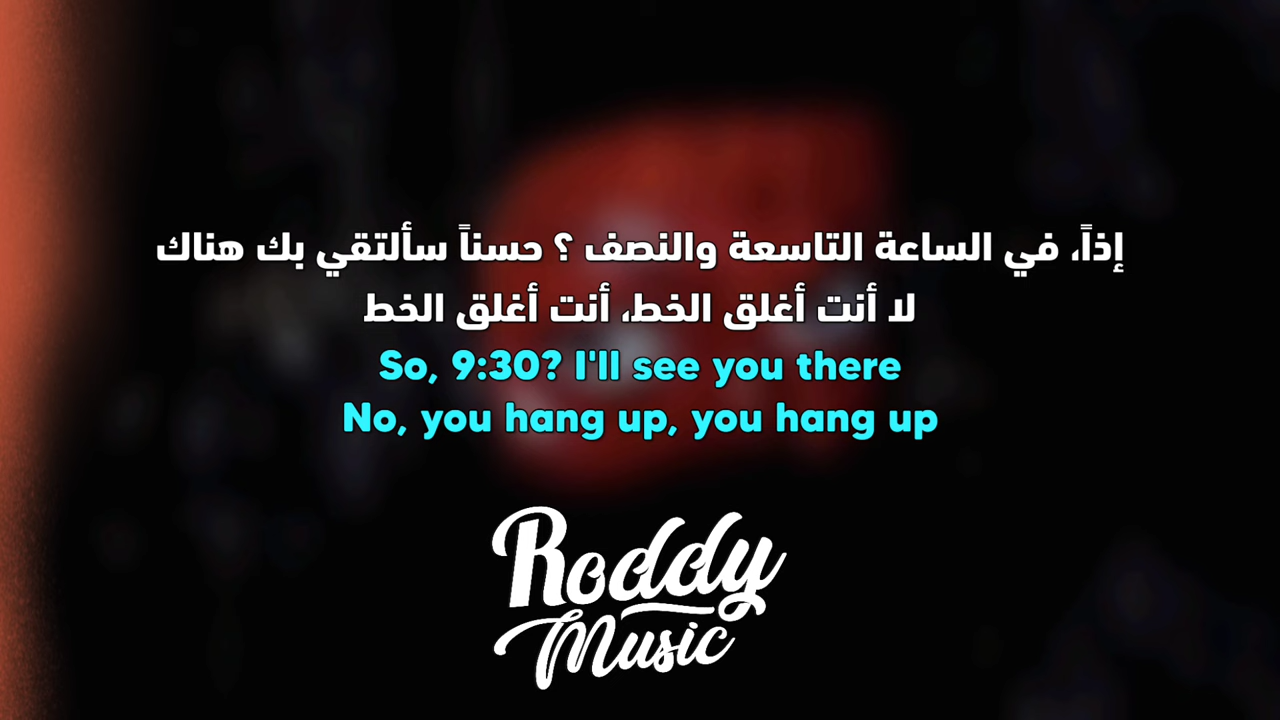 إذاً، في الساعة التاسعة والنصف ؟ حسناً سألتقي بك هناك
لا أنت أغلق الخط، أنت أغلق الخط
So, 9:30? I'll see you there
No, you hang up, you hang up
Roddy
Music